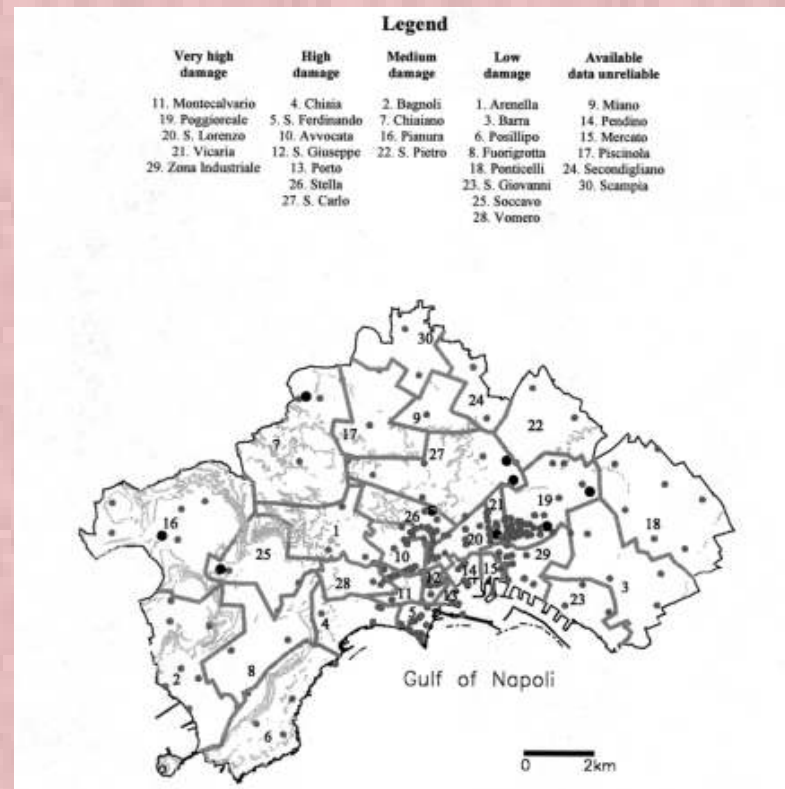 Legend
Very high damage
11. Montecalvario
19. Poggioreale
20. S. Lorenzo
21. Vicaria
29. Zona Industriale
High damage
4. Chiaia
5. S. Ferdinando
10. Avvocata
12. S. Giuseppe
13. Porto
26. Stella
27. S. Carlo
Medium damage
2. Bagnoli
7. Chiaiano
16. Pianura
22. S. Pietro
Low damage
1. Arenella
3. Barra
6. Posillipo
8. Fuorigrotta
18. Ponticelli
23. S. Giovanni
25. Soccavo
28. Vomero
Available data unreliable
9. Miano
14. Pendino
15. Mercato
17. Piscinola
24. Secondigliano
30. Scampia
30
24
9
22
17
7
27
21
19
16
26
18
1
20
25
10
29
14
15
12
28
3
11
13
23
4
5
2
8
Gulf of Napoli
6
0 2km